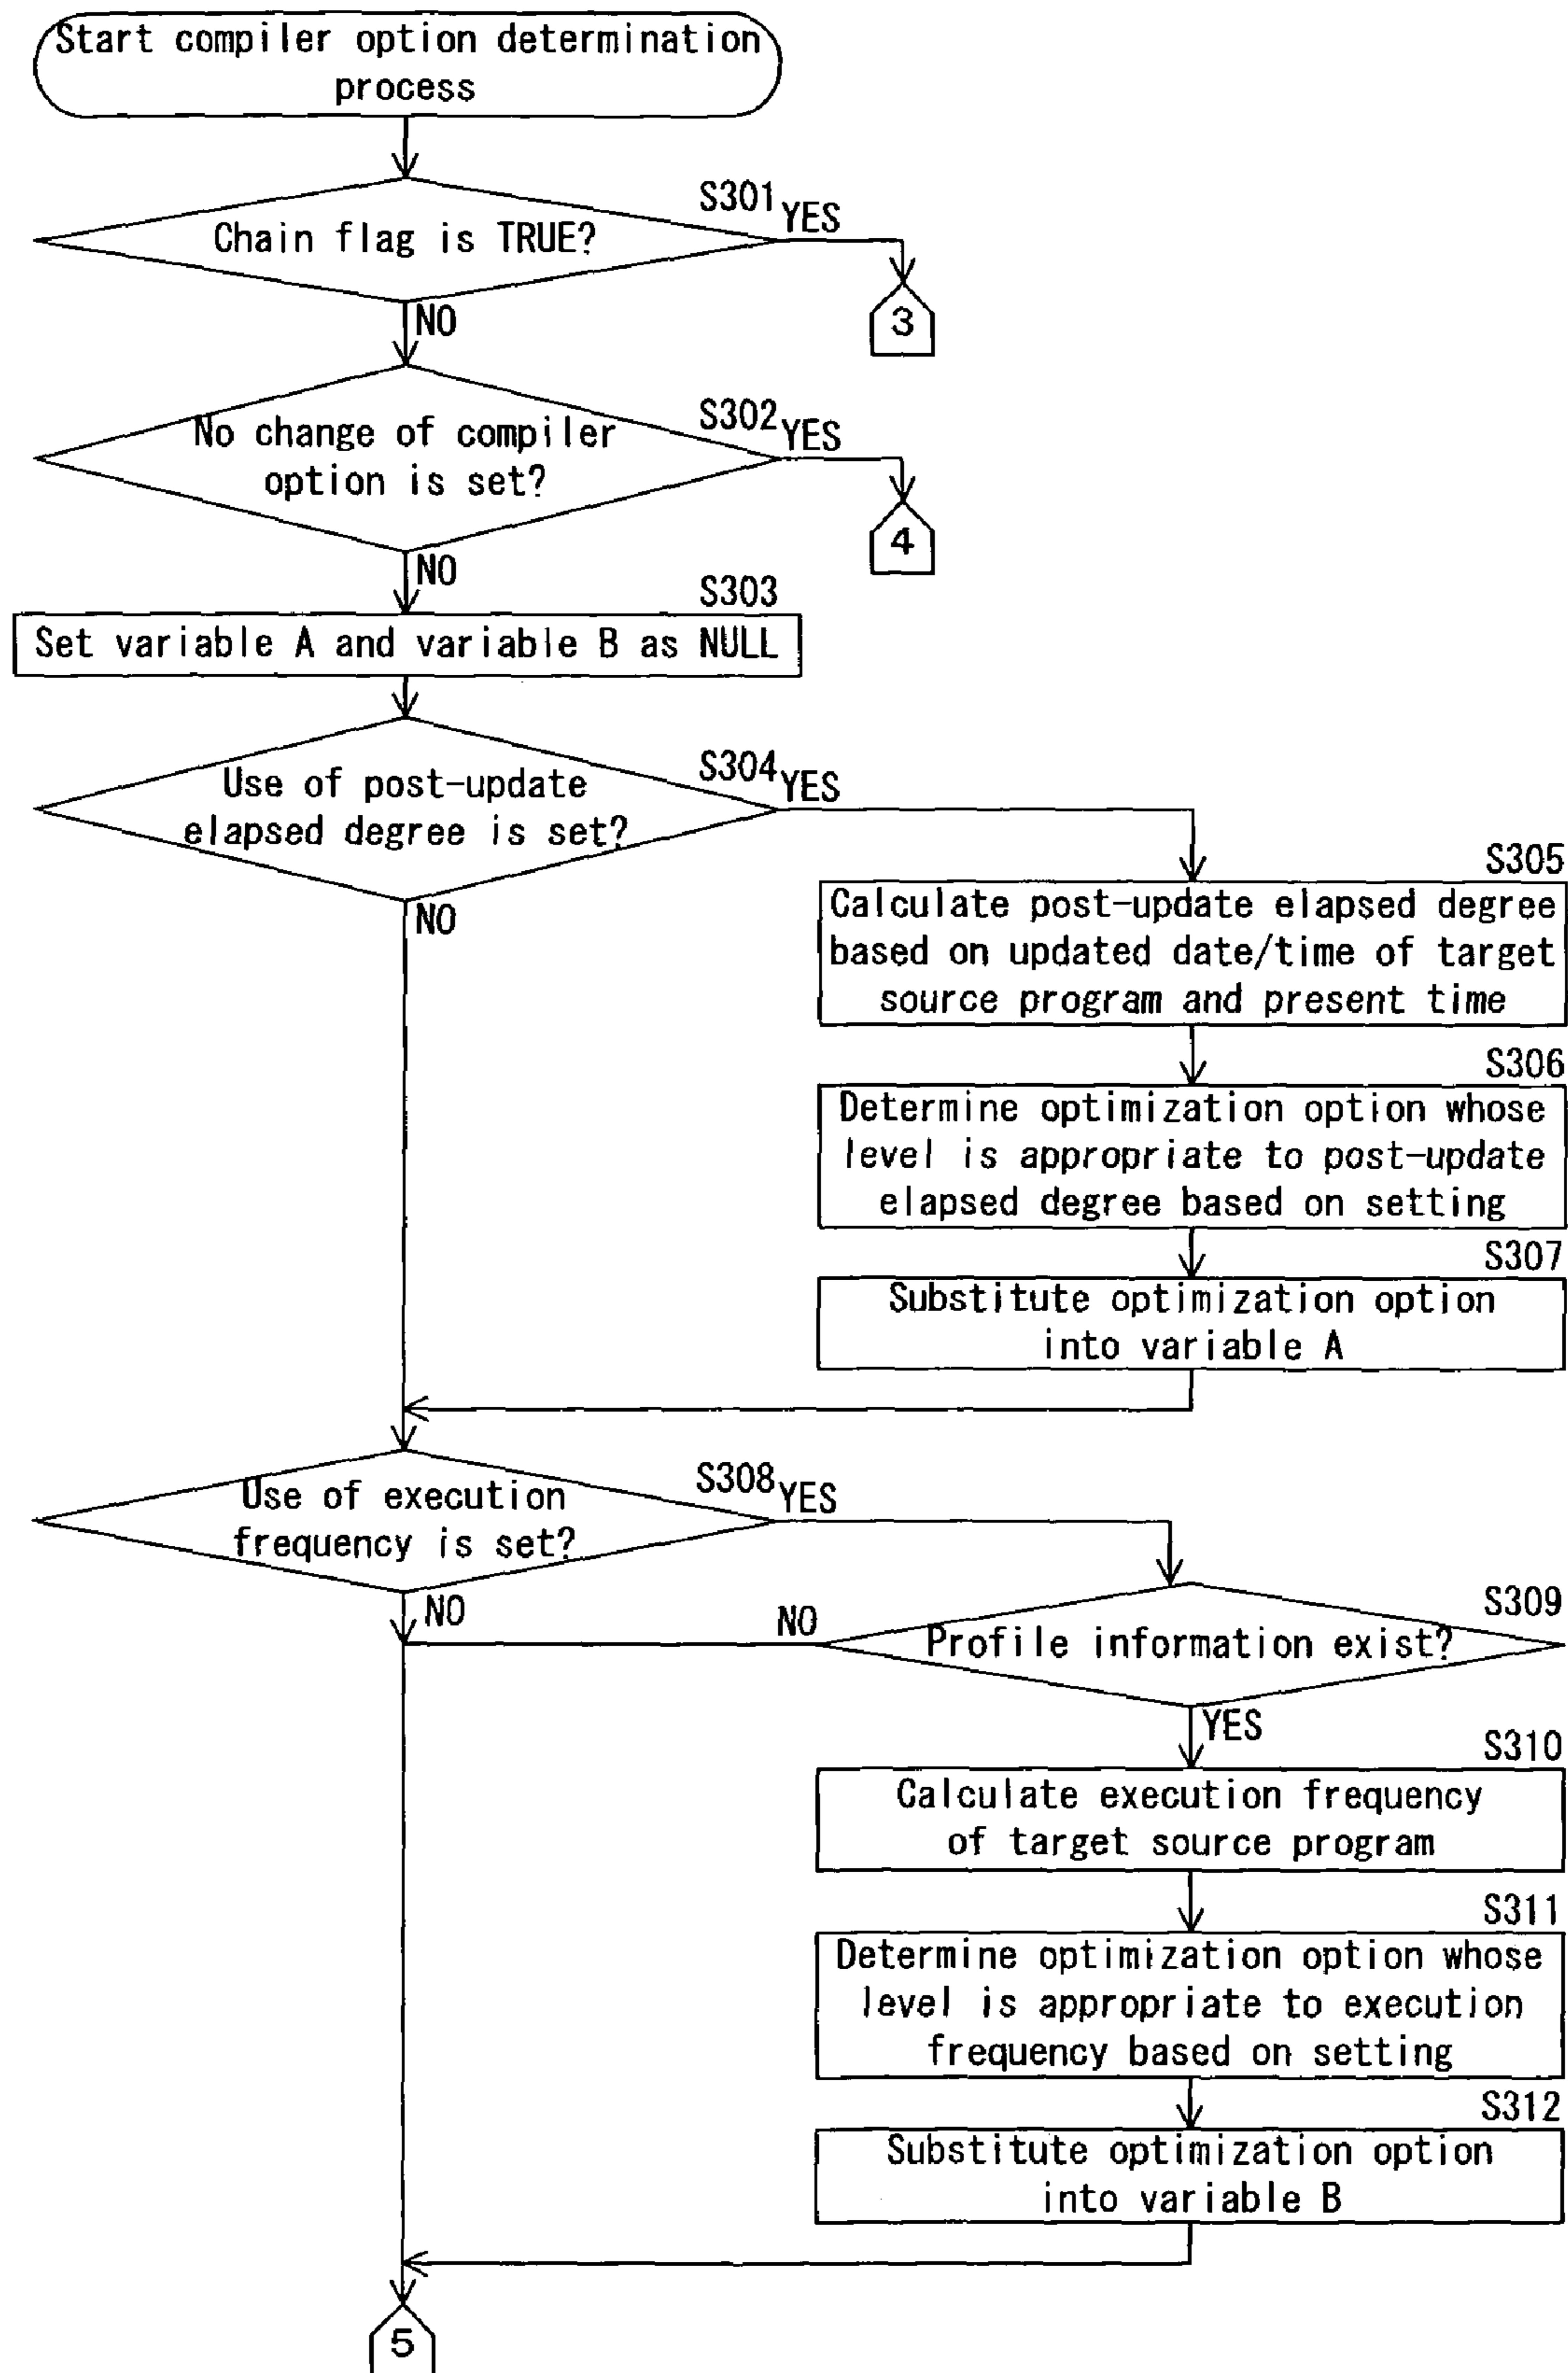 Start compiler option determination
process
S301
YES
Chain flag is TRUE?
3
NO
S302
YES
No change of compiler
option is set?
4
NO
S303
Set variable A and variable B as NULL
S304
YES
Use of post-update
elapsed degree is set?
NO
S305
Calculate post-update elapsed degree
based on updated date/time of target
source program and present time
S306
Determine optimization option whose
level is appropriate to post-update
elapsed degree based on setting
S307
Substitute optimization option
into variable A
S308
YES
Use of execution
frequency is set?
NO
S309
NO
Profile information exist?
YES
S310
Calculate execution frequency
of target source program
S311
Determine optimization option whose
level is appropriate to execution
frequency based on setting
S312
Substitute optimization option
into variable B
5